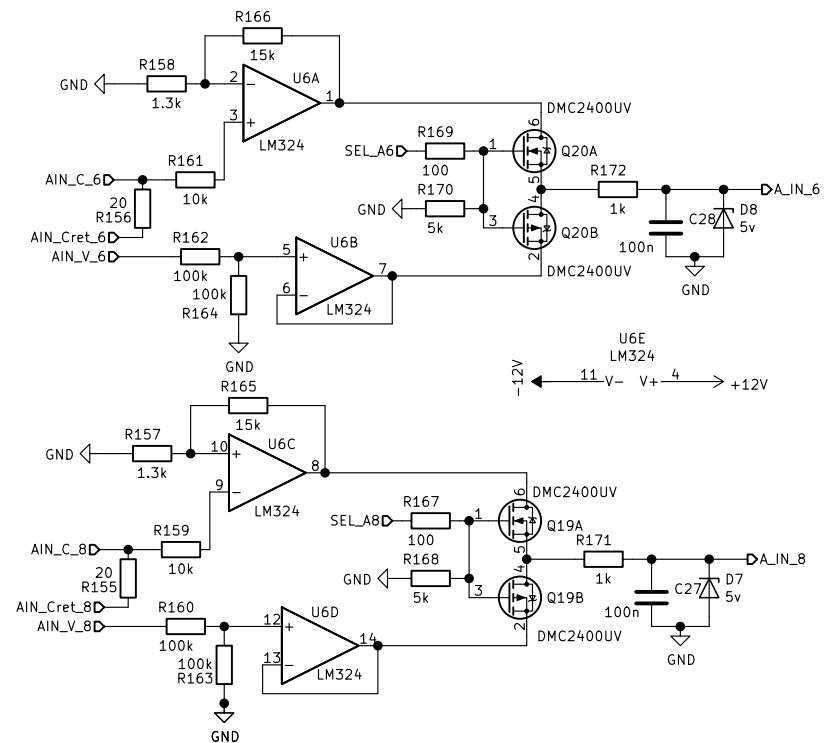 R166
15k
R158
GND
1.3k
2
3
U6A
1
LM324
DMC2400UV
6
SEL_A6
R169
100
1
Q20A
5
AIN_C_6
R161
10k
20
R156
AIN_Cret_6
R170
GND
5k
3
4
Q20B
2
DMC2400UV
R172
1k
A_IN_6
C28
100n
D8
5v
GND
AIN_V_6
R162
100k
100k
R164
GND
5
6
U6B
7
LM324
U6E
LM324
-12V
11
V-
V+
4
+12V
R165
15k
R157
GND
1.3k
10
9
U6C
8
LM324
DMC2400UV
6
SEL_A8
R167
100
1
Q19A
5
AIN_C_8
R159
10k
20
R155
AIN_Cret_8
R168
GND
5k
3
4
Q19B
2
DMC2400UV
R171
1k
A_IN_8
C27
100n
D7
5v
GND
AIN_V_8
R160
100k
100k
R163
GND
12
13
U6D
14
LM324